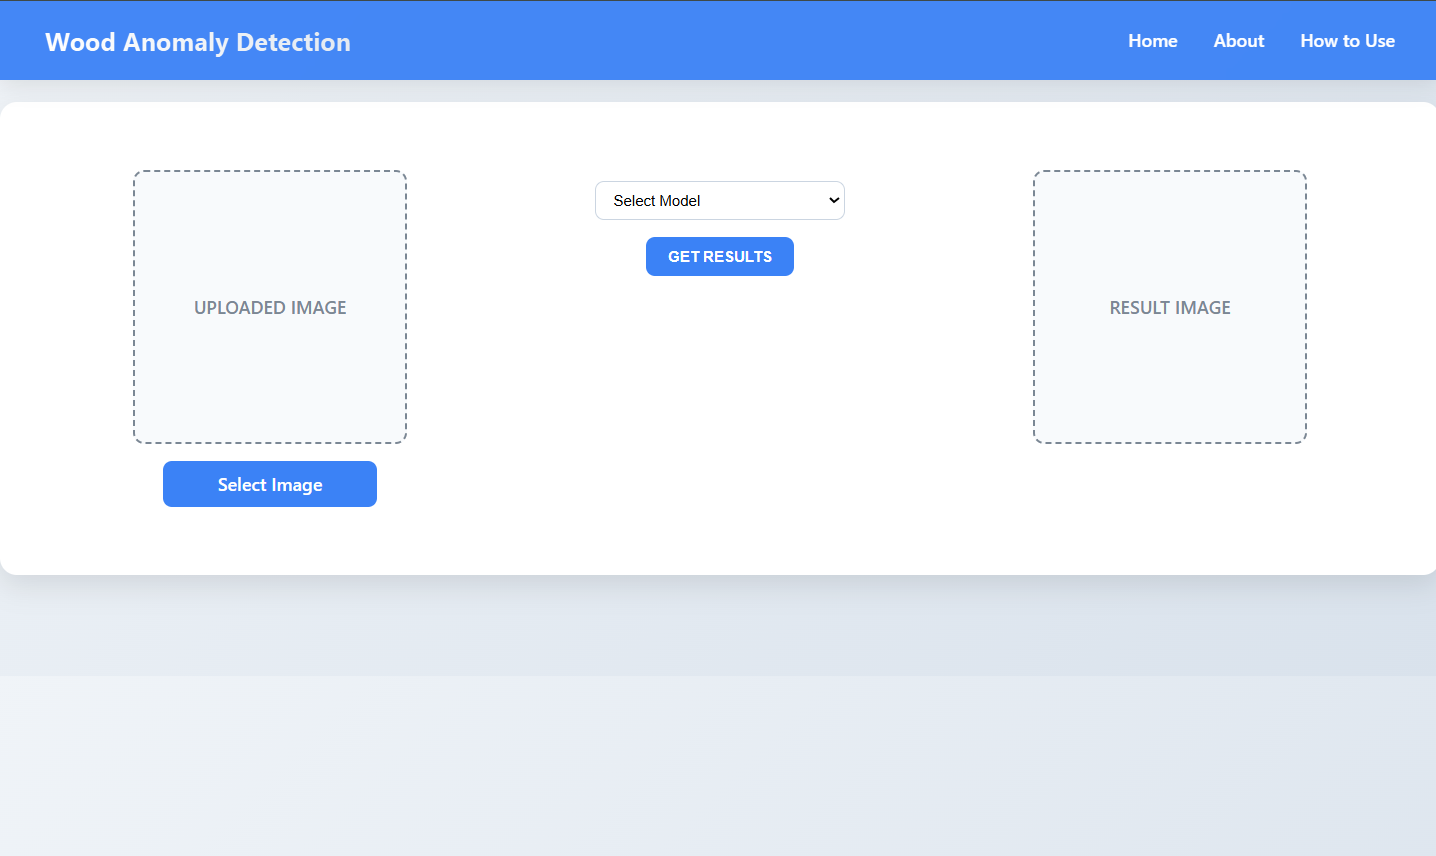 Wood Anomaly Detection
Home
About
How to Use
UPLOADED IMAGE
Select Image
Select Model
GET RESULTS
RESULT IMAGE